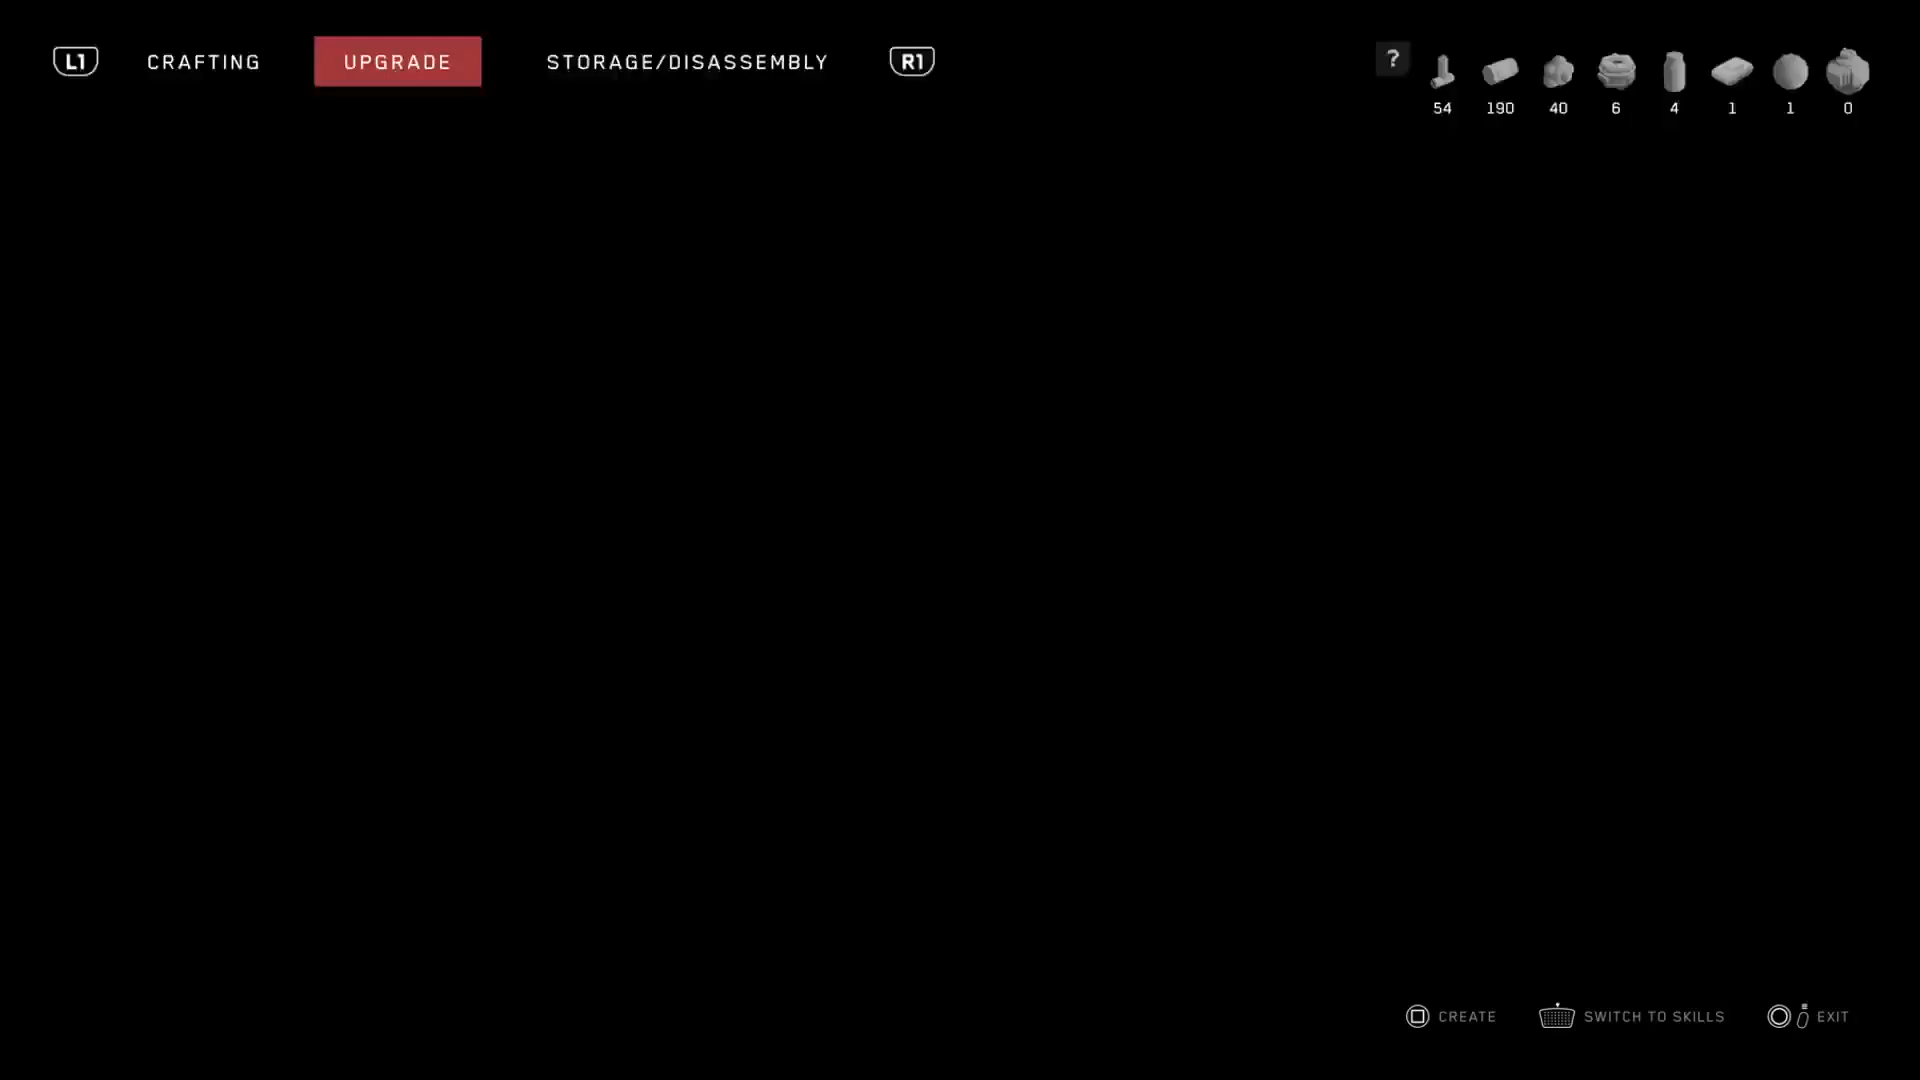 L1 CRAFTING UPGRADE STORAGE/DISASSEMBLY R1 ?
54 190 40 6 4 1 1 0
CREATE SWITCH TO SKILLS EXIT